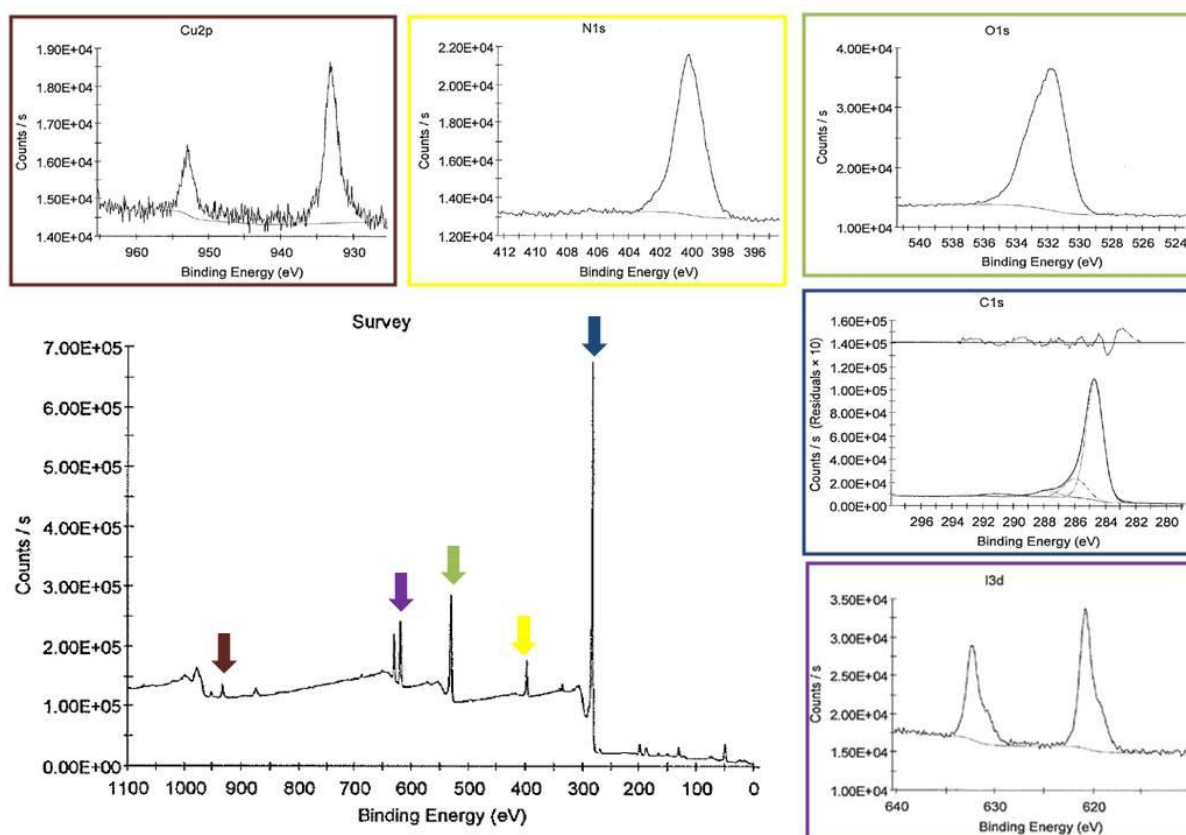 Cu2p
Counts / s
1.90E+04
1.80E+04
1.70E+04
1.60E+04
1.50E+04
1.40E+04
960 950 940 930
Binding Energy (eV)
N1s
Counts / s
2.20E+04
2.00E+04
1.80E+04
1.60E+04
1.40E+04
1.20E+04
412 410 408 406 404 402 400 398 396
Binding Energy (eV)
O1s
Counts / s
4.00E+04
3.00E+04
2.00E+04
1.00E+04
540 538 536 534 532 530 528 526 524
Binding Energy (eV)
Survey
Counts / s
7.00E+05
6.00E+05
5.00E+05
4.00E+05
3.00E+05
2.00E+05
1.00E+05
0.00E+00
1100 1000 900 800 700 600 500 400 300 200 100 0
Binding Energy (eV)
C1s
Counts / s (Residuals × 10)
1.60E+05
1.40E+05
1.20E+05
1.00E+05
8.00E+04
6.00E+04
4.00E+04
2.00E+04
0.00E+00
296 294 292 290 288 286 284 282 280
Binding Energy (eV)
I3d
Counts / s
3.50E+04
3.00E+04
2.50E+04
2.00E+04
1.50E+04
1.00E+04
640 630 620
Binding Energy (eV)